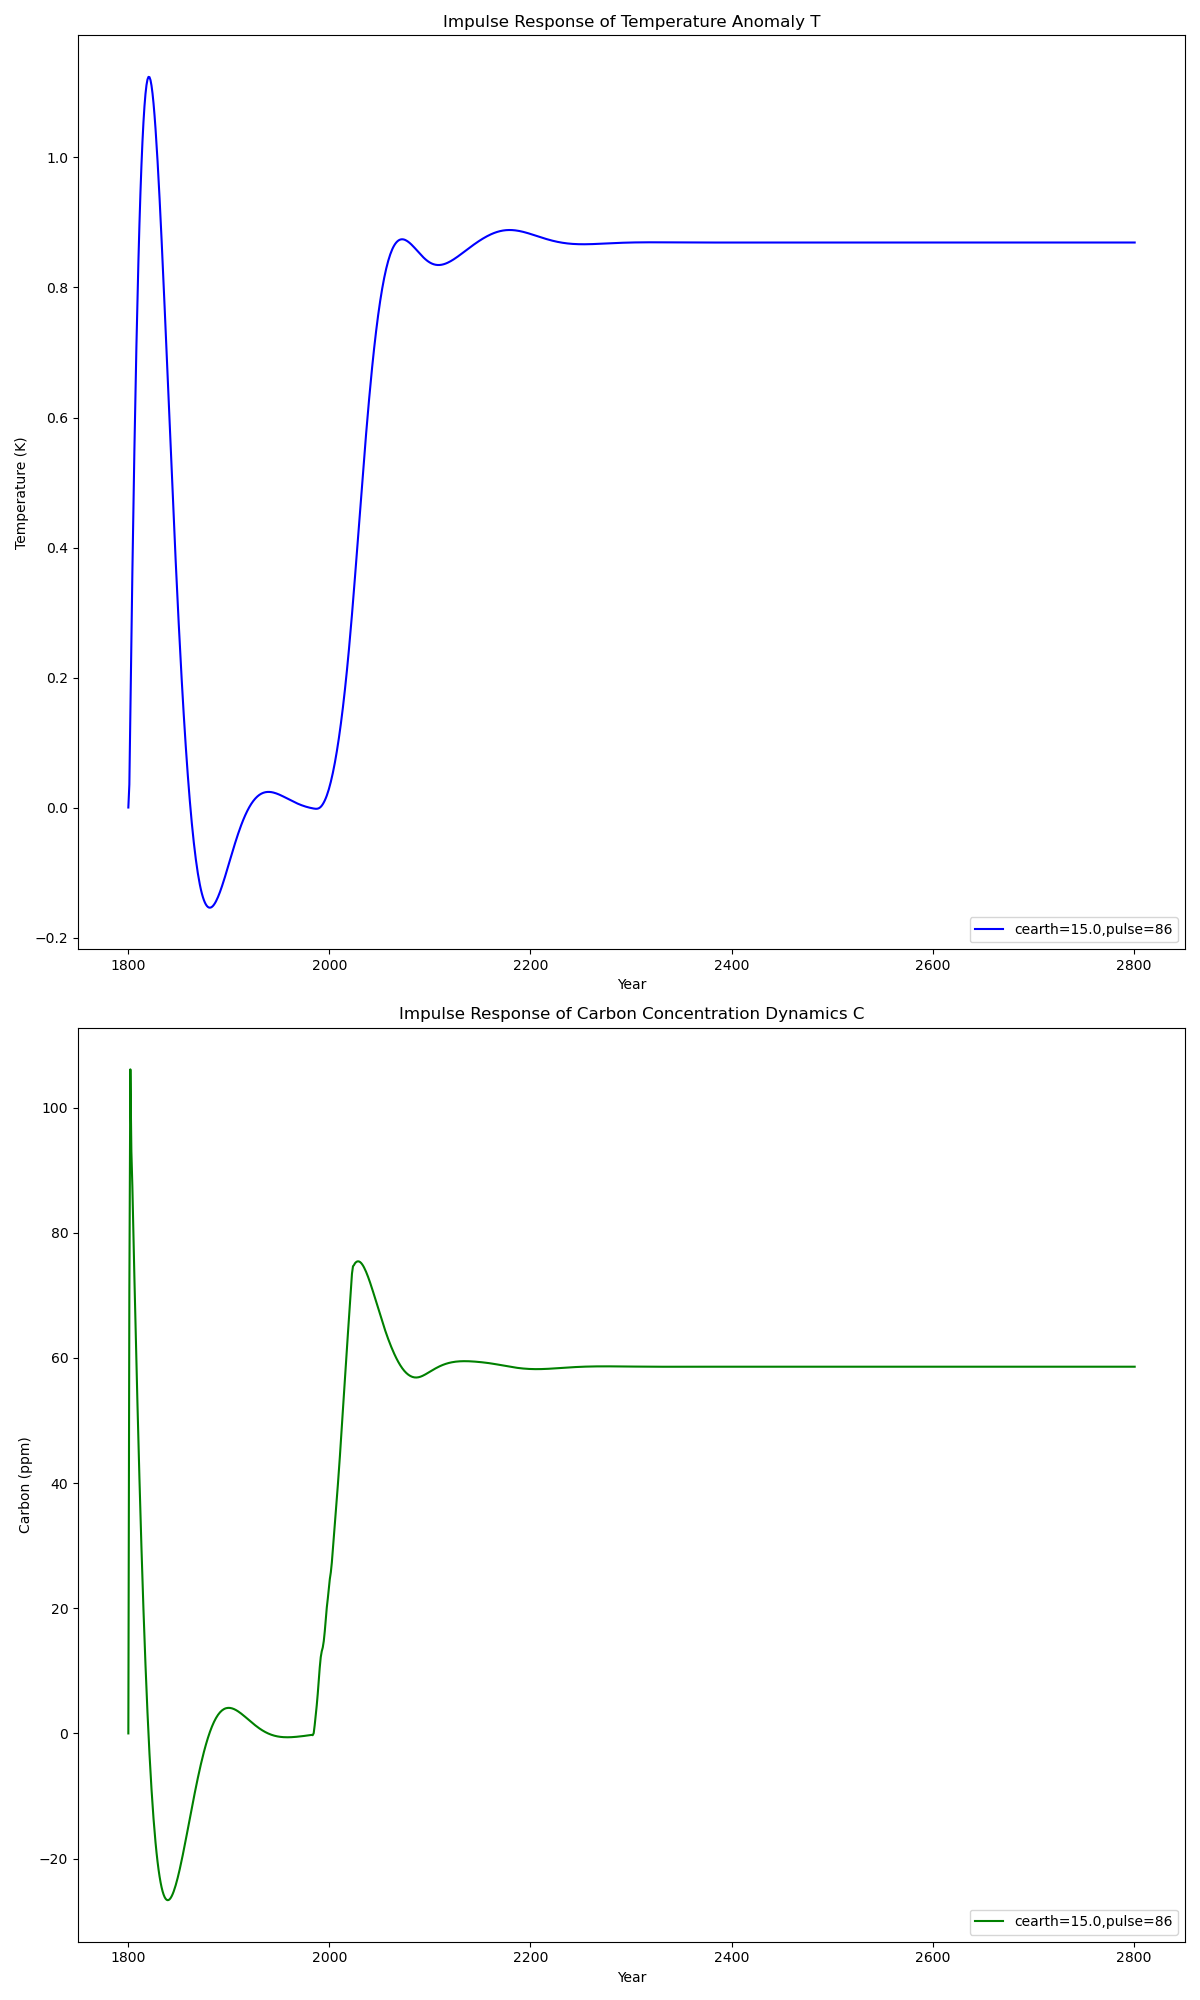 Impulse Response of Temperature Anomaly T
Temperature (K)
1.0
0.8
0.6
0.4
0.2
0.0
−0.2
1800 2000 2200 2400 2600 2800
Year
cearth=15.0,pulse=86
Impulse Response of Carbon Concentration Dynamics C
Carbon (ppm)
100
80
60
40
20
0
−20
1800 2000 2200 2400 2600 2800
Year
cearth=15.0,pulse=86